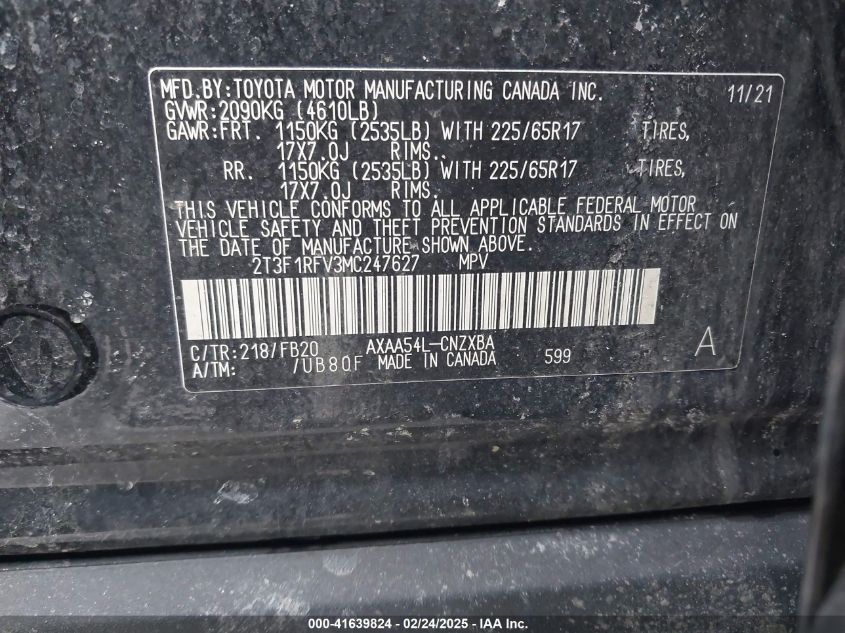 MFD.BY:TOYOTA MOTOR MANUFACTURING CANADA INC. 11/21
GVWR:2090KG (4610LB)
GAWR:FRT. 1150KG (2535LB) WITH 225/65R17 TIRES,
17X7.0J RIMS.
RR. 1150KG (2535LB) WITH 225/65R17 TIRES,
17X7.0J RIMS.
THIS VEHICLE CONFORMS TO ALL APPLICABLE FEDERAL MOTOR
VEHICLE SAFETY AND THEFT PREVENTION STANDARDS IN EFFECT ON
THE DATE OF MANUFACTURE SHOWN ABOVE.
2T3F1RFV3MC247627 MPV
C/TR:218/FB20 AXAA54L-CNZXBA
A/TM: /UB80F MADE IN CANADA 599 A
000-41639824 - 02/24/2025 - IAA Inc.